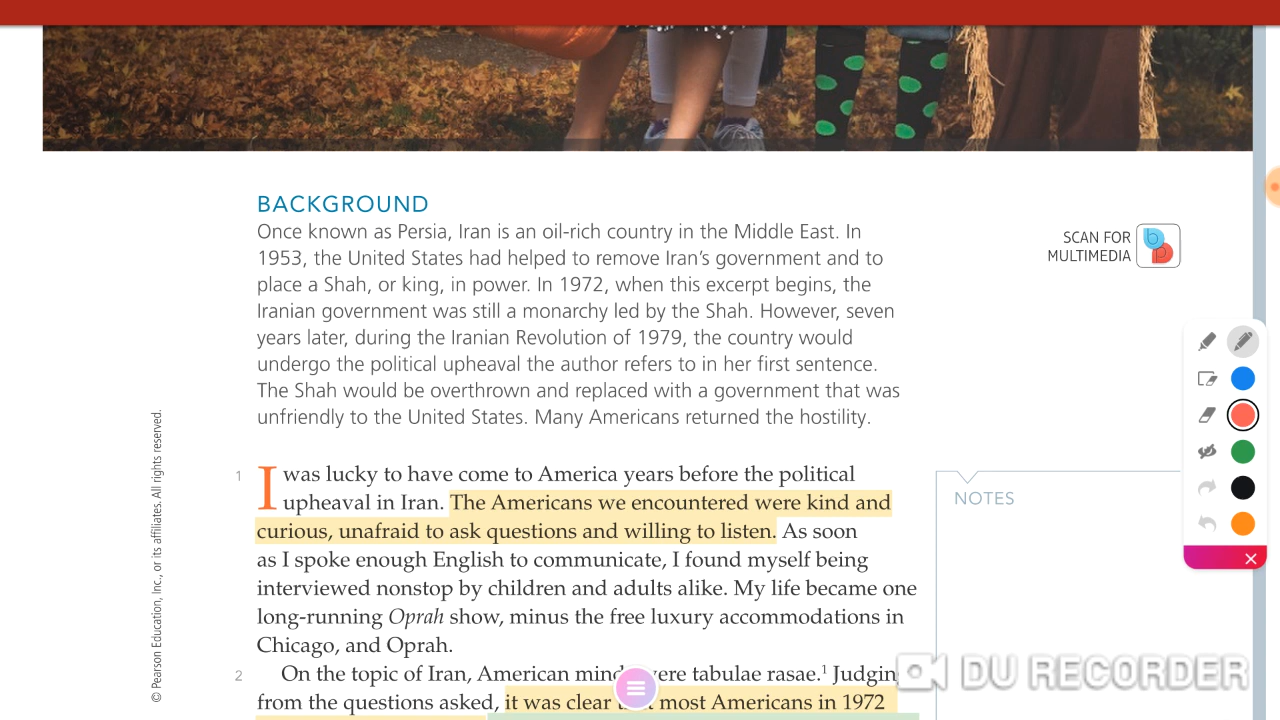 BACKGROUND
Once known as Persia, Iran is an oil-rich country in the Middle East. In
1953, the United States had helped to remove Iran's government and to
place a Shah, or king, in power. In 1972, when this excerpt begins, the
Iranian government was still a monarchy led by the Shah. However, seven
years later, during the Iranian Revolution of 1979, the country would
undergo the political upheaval the author refers to in her first sentence.
The Shah would be overthrown and replaced with a government that was
unfriendly to the United States. Many Americans returned the hostility.
SCAN FOR
MULTIMEDIA
bp
1 I was lucky to have come to America years before the political
upheaval in Iran. The Americans we encountered were kind and
curious, unafraid to ask questions and willing to listen. As soon
as I spoke enough English to communicate, I found myself being
interviewed nonstop by children and adults alike. My life became one
long-running Oprah show, minus the free luxury accommodations in
Chicago, and Oprah.
2 On the topic of Iran, American minds were tabulae rasae.1 Judgin
from the questions asked, it was clear that most Americans in 1972
NOTES
© Pearson Education, Inc., or its affiliates. All rights reserved.
DU RECORDER